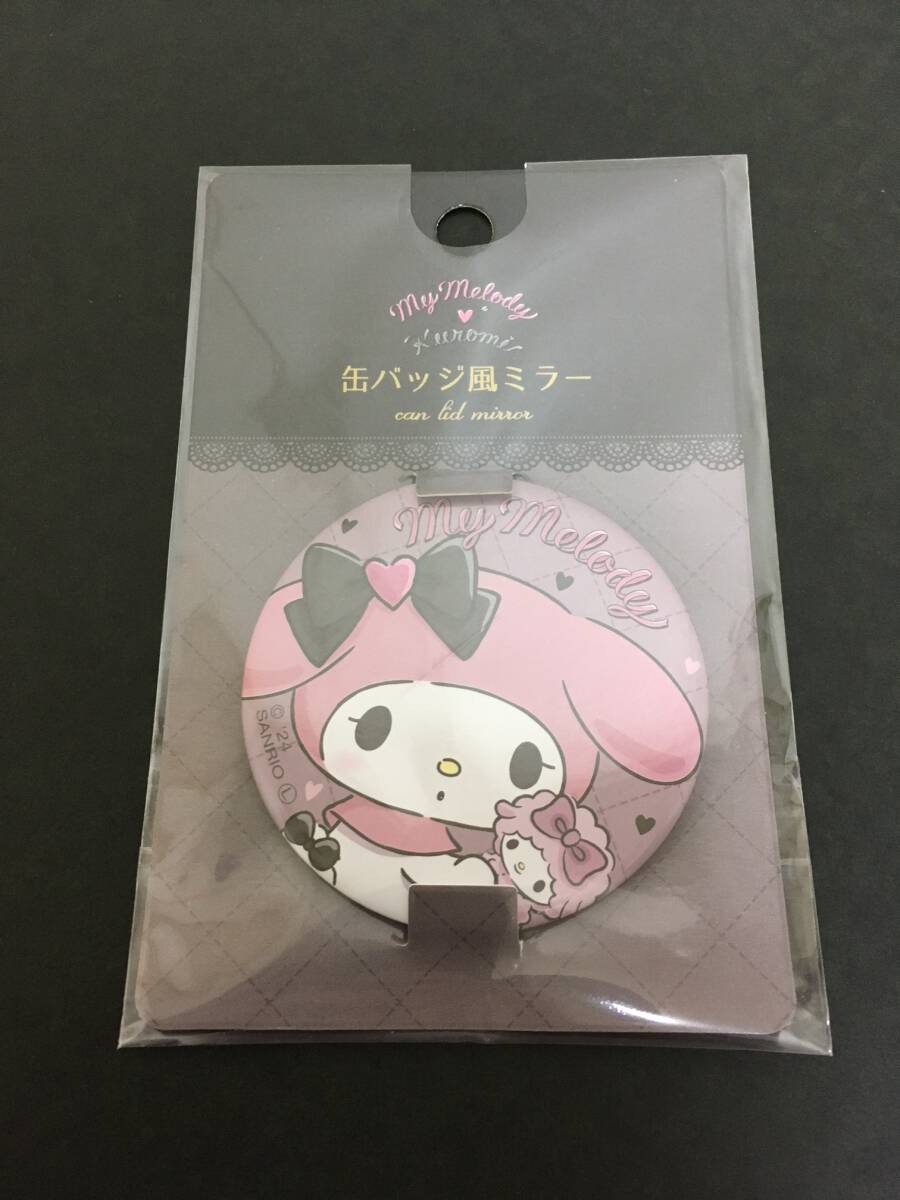 My Melody
Kuromi
缶バッジ風ミラー
can lid mirror
My Melody
© '24
SANRIO Ⓛ